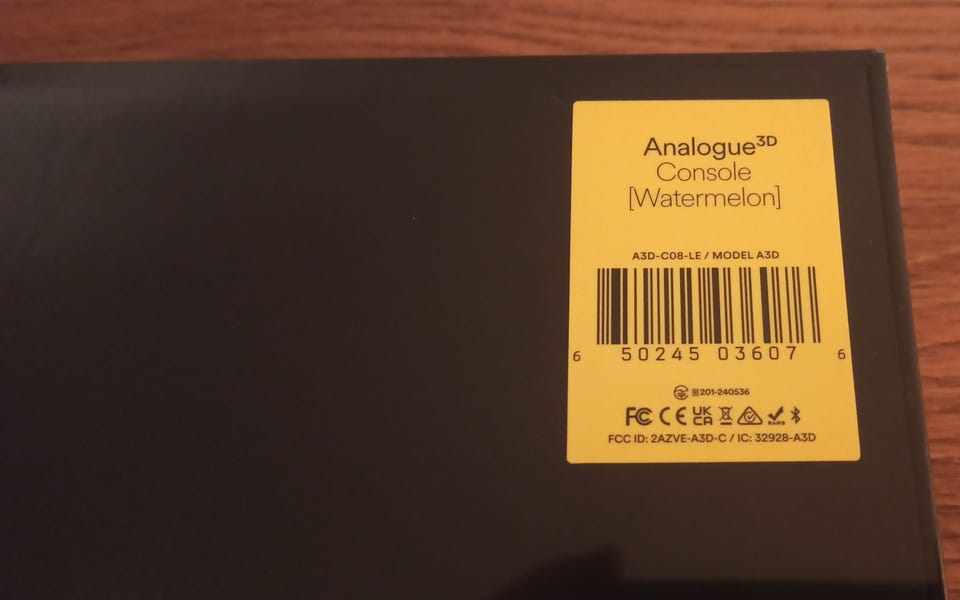 Analogue3D
Console
[Watermelon]
A3D-C08-LE / MODEL A3D
6 50245 03607 6
201-240536
FC CE UK CA RoHS
FCC ID: 2AZVE-A3D-C / IC: 32928-A3D